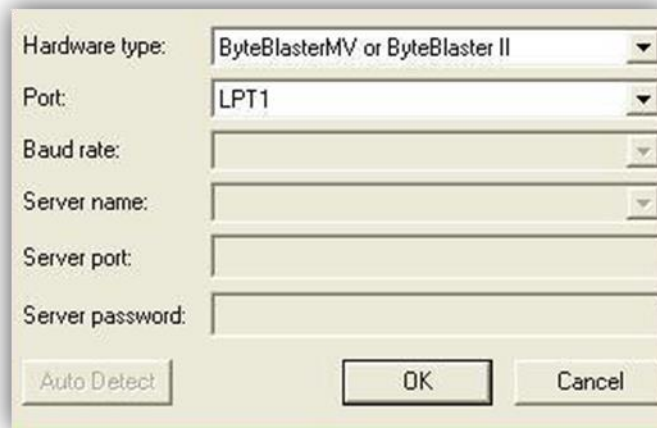 Hardware type: ByteBlasterMV or ByteBlaster II
Port: LPT1
Baud rate:
Server name:
Server port:
Server password:
Auto Detect OK Cancel